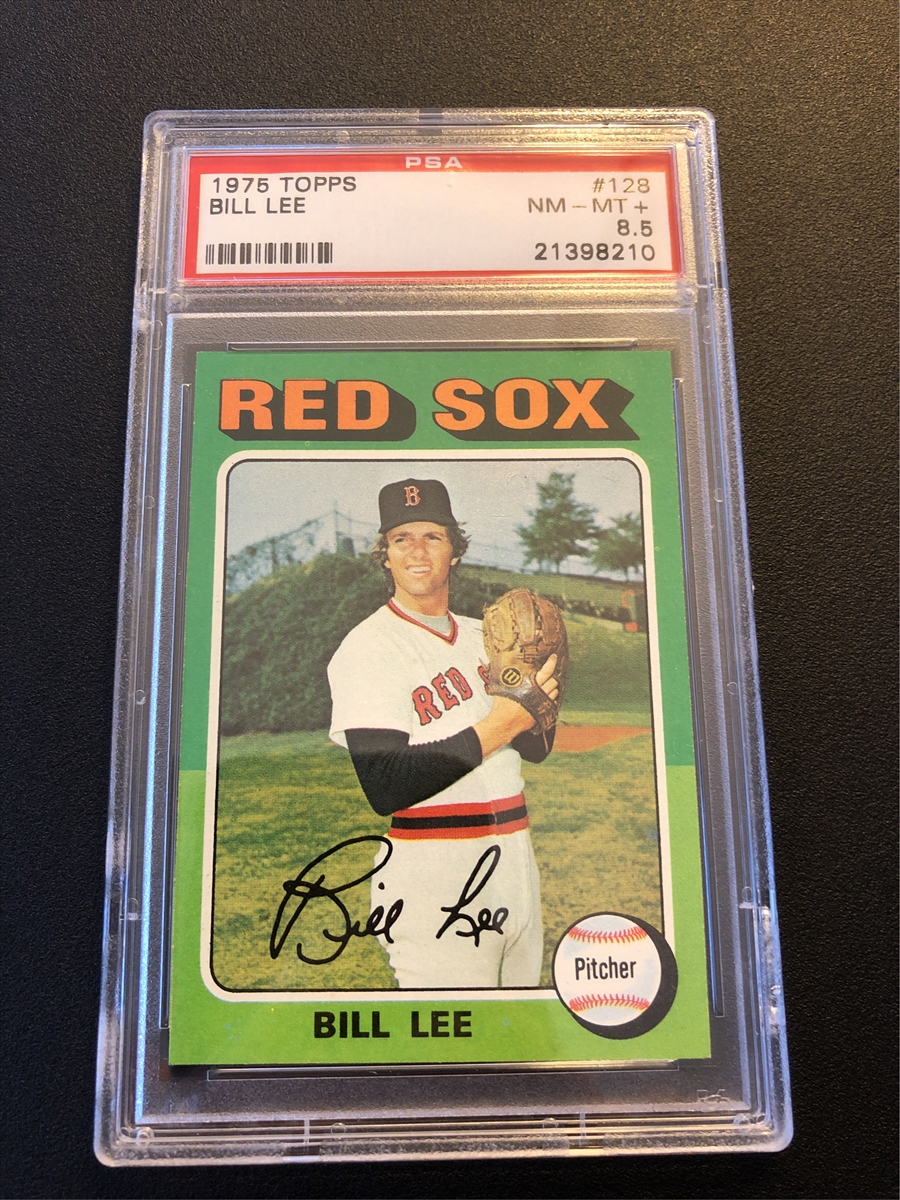 PSA
1975 TOPPS #128
BILL LEE NM - MT +
8.5
21398210
RED SOX
B
RED S
Bill Lee
Pitcher
BILL LEE